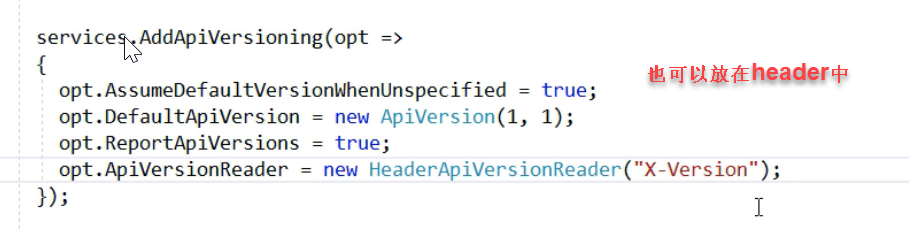 services.AddApiVersioning(opt =>
{
也可以放在header中
opt.AssumeDefaultVersionWhenUnspecified = true;
opt.DefaultApiVersion = new ApiVersion(1, 1);
opt.ReportApiVersions = true;
opt.ApiVersionReader = new HeaderApiVersionReader("X-Version");
});